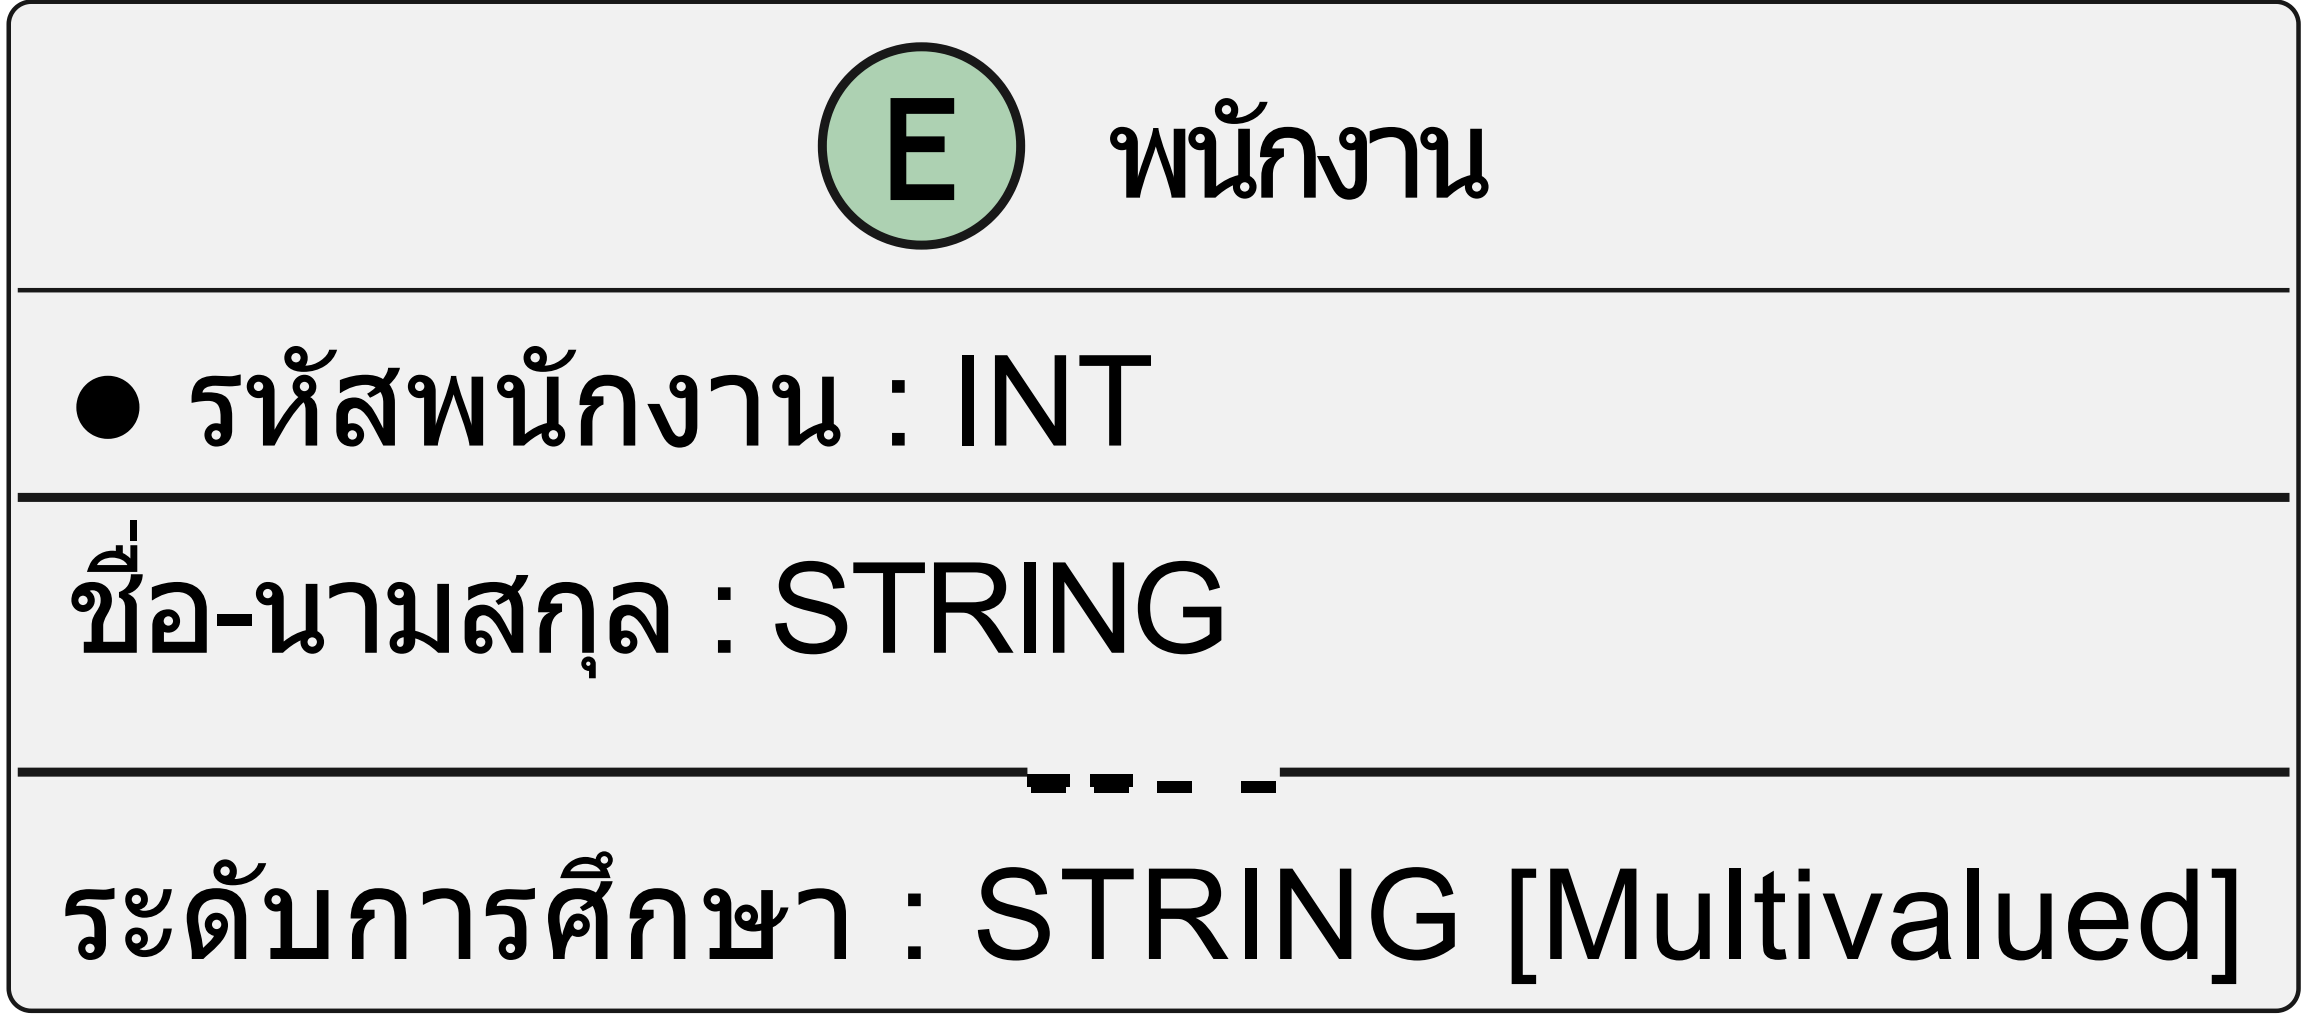 E พนักงาน
● รหัสพนักงาน : INT
ชื่อ-นามสกุล : STRING
-- - -
ระดับการศึกษา : STRING [Multivalued]